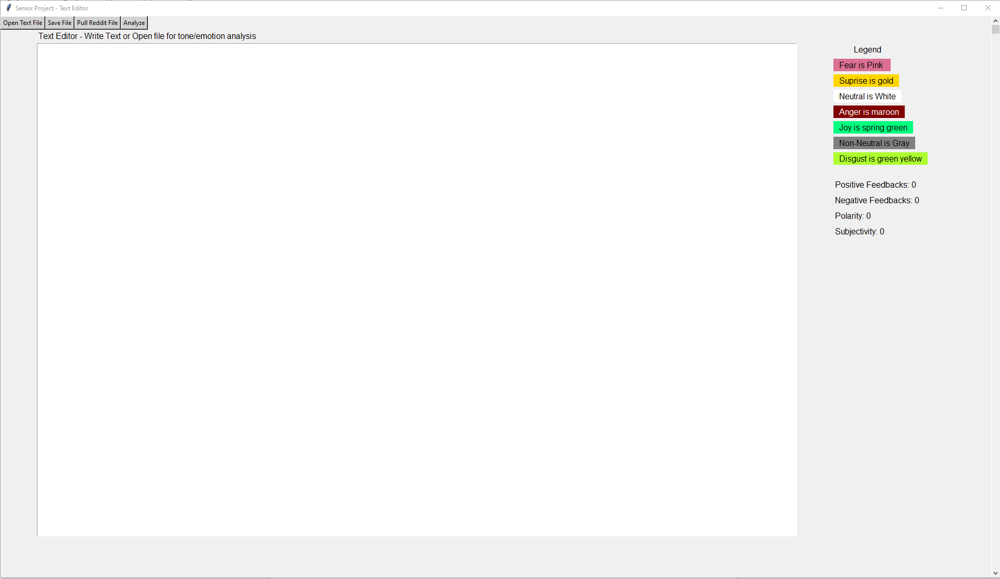 Senior Project - Text Editor
Open Text File Save File Pull Reddit File Analyze
Text Editor - Write Text or Open file for tone/emotion analysis
Legend
Fear is Pink
Suprise is gold
Neutral is White
Anger is maroon
Joy is spring green
Non-Neutral is Gray
Disgust is green yellow
Positive Feedbacks: 0
Negative Feedbacks: 0
Polarity: 0
Subjectivity: 0